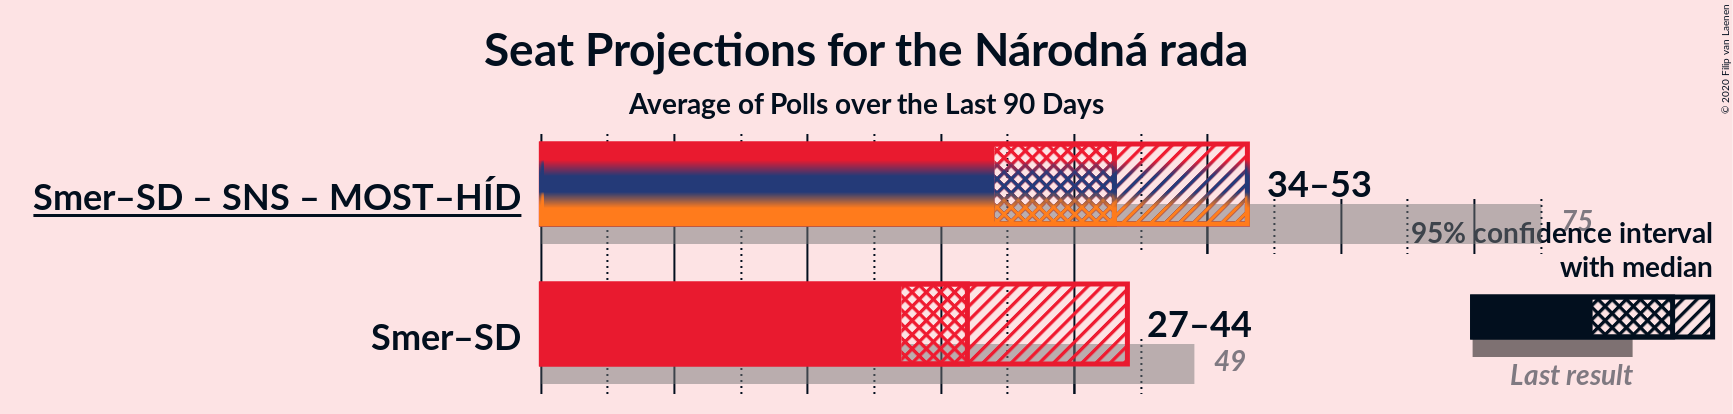 Seat Projections for the Národná rada
Average of Polls over the Last 90 Days
© 2020 Filip van Laenen
Smer–SD – SNS – MOST–HÍD
34–53
75
95% confidence interval
with median
Smer–SD
27–44
49
Last result